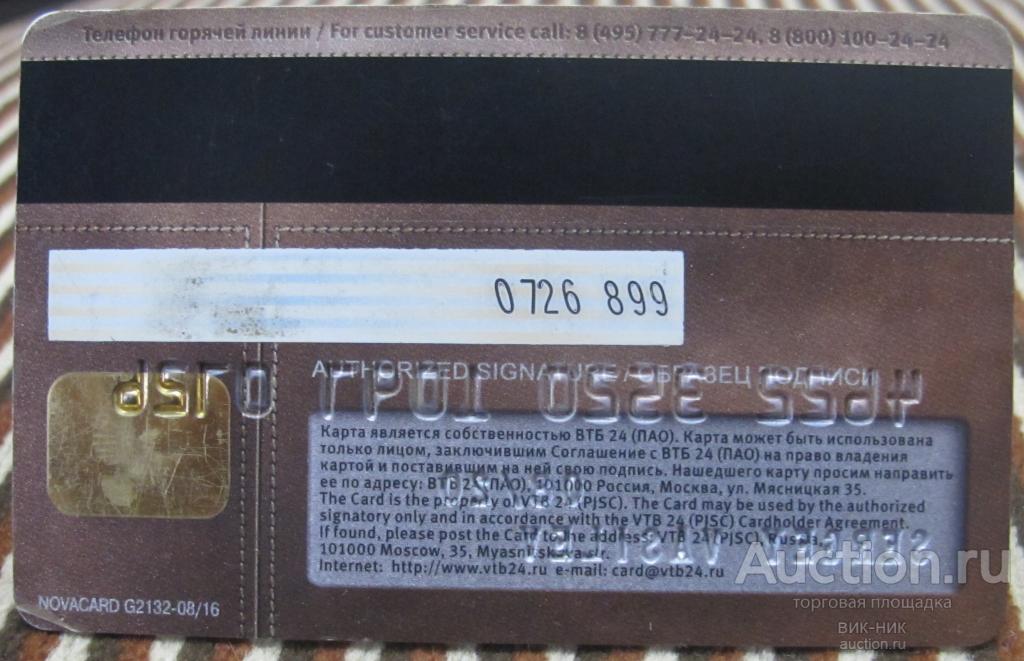 Телефон горячей линии / For customer service call: 8 (495) 777-24-24, 8 (800) 100-24-24
0726 899
AUTHORIZED SIGNATURE / ОБРАЗЕЦ ПОДПИСИ
Карта является собственностью ВТБ 24 (ПАО). Карта может быть использована
только лицом, заключившим Соглашение с ВТБ 24 (ПАО) на право владения
картой и поставившим на ней свою подпись. Нашедшего карту просим направить
ее по адресу: ВТБ 24 (ПАО), 101000 Россия, Москва, ул. Мясницкая 35.
The Card is the property of VTB 24 (PJSC). The Card may be used by the authorized
signatory only and in accordance with the VTB 24 (PJSC) Cardholder Agreement.
If found, please post the Card to the address: VTB 24 (PJSC), Russia,
101000 Moscow, 35, Myasnitskaya str.
Internet: http://www.vtb24.ru e-mail: card@vtb24.ru
NOVACARD G2132-08/16
Auction.ru
торговая площадка
ВИК-НИК
auction.ru